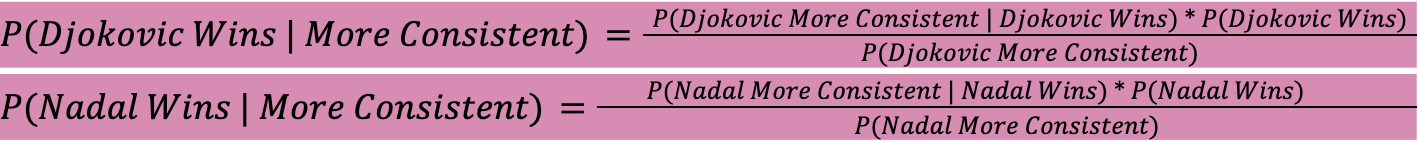 P(Djokovic Wins | More Consistent) = P(Djokovic More Consistent | Djokovic Wins) * P(Djokovic Wins)
P(Djokovic More Consistent)
P(Nadal Wins | More Consistent) = P(Nadal More Consistent | Nadal Wins) * P(Nadal Wins)
P(Nadal More Consistent)